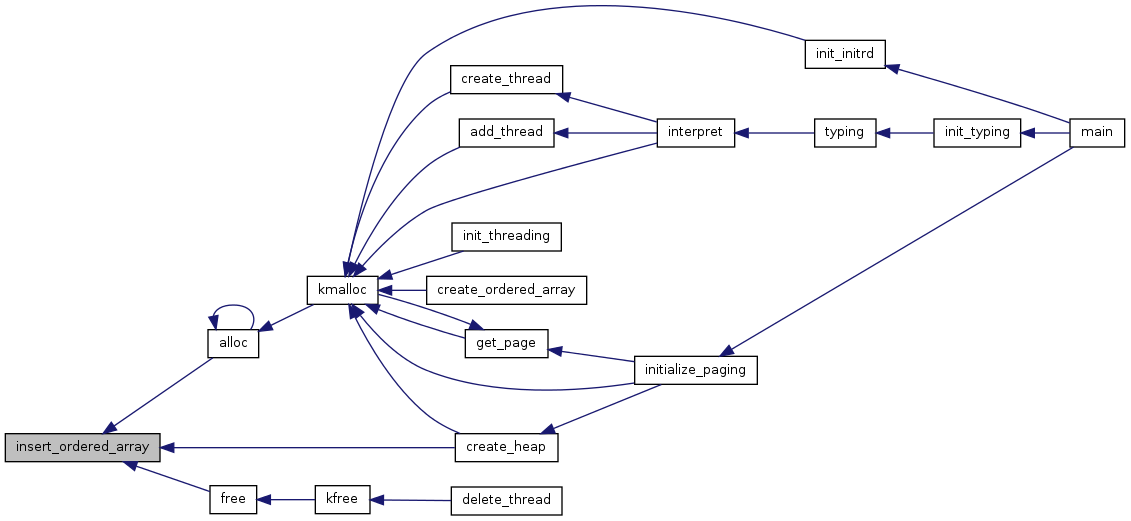 init_initrd
create_thread
add_thread
interpret
typing
init_typing
main
init_threading
kmalloc
create_ordered_array
alloc
get_page
initialize_paging
insert_ordered_array
create_heap
free
kfree
delete_thread